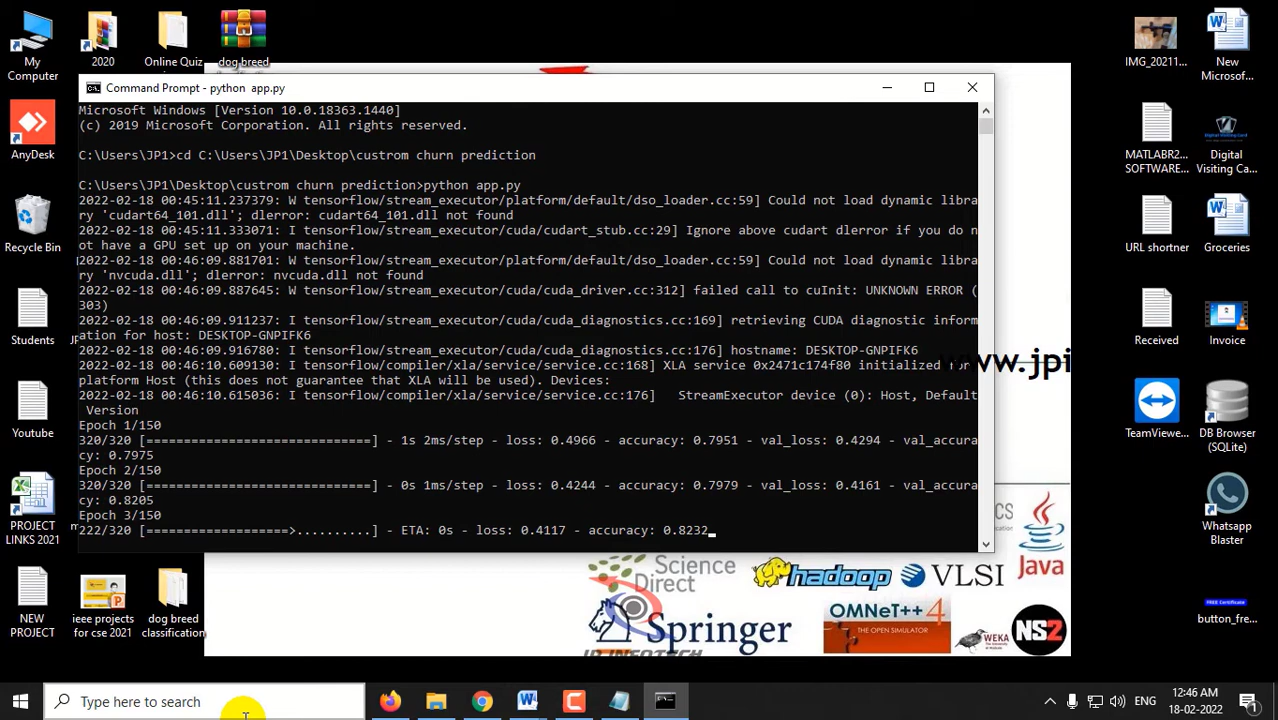 My
Computer
2020
Online Quiz
dog breed
IMG_20211...
New
Microsof...
Command Prompt - python  app.py
Microsoft Windows [Version 10.0.18363.1440]
(c) 2019 Microsoft Corporation. All rights reserved.
C:\Users\JP1>cd C:\Users\JP1\Desktop\custrom churn prediction
C:\Users\JP1\Desktop\custrom churn prediction>python app.py
2022-02-18 00:45:11.237379: W tensorflow/stream_executor/platform/default/dso_loader.cc:59] Could not load dynamic libra
ry 'cudart64_101.dll'; dlerror: cudart64_101.dll not found
2022-02-18 00:45:11.333071: I tensorflow/stream_executor/cuda/cudart_stub.cc:29] Ignore above cudart dlerror if you do n
ot have a GPU set up on your machine.
2022-02-18 00:46:09.881701: W tensorflow/stream_executor/platform/default/dso_loader.cc:59] Could not load dynamic libra
ry 'nvcuda.dll'; dlerror: nvcuda.dll not found
2022-02-18 00:46:09.887645: W tensorflow/stream_executor/cuda/cuda_driver.cc:312] failed call to cuInit: UNKNOWN ERROR (
303)
2022-02-18 00:46:09.911237: I tensorflow/stream_executor/cuda/cuda_diagnostics.cc:169] retrieving CUDA diagnostic inform
ation for host: DESKTOP-GNPIFK6
2022-02-18 00:46:09.916780: I tensorflow/stream_executor/cuda/cuda_diagnostics.cc:176] hostname: DESKTOP-GNPIFK6
2022-02-18 00:46:10.609130: I tensorflow/compiler/xla/service/service.cc:168] XLA service 0x2471c174f80 initialized for
platform Host (this does not guarantee that XLA will be used). Devices:
2022-02-18 00:46:10.615036: I tensorflow/compiler/xla/service/service.cc:176]   StreamExecutor device (0): Host, Default
Version
Epoch 1/150
320/320 [==============================] - 1s 2ms/step - loss: 0.4966 - accuracy: 0.7951 - val_loss: 0.4294 - val_accura
cy: 0.7975
Epoch 2/150
320/320 [==============================] - 0s 1ms/step - loss: 0.4244 - accuracy: 0.7979 - val_loss: 0.4161 - val_accura
cy: 0.8205
Epoch 3/150
222/320 [===================>..........] - ETA: 0s - loss: 0.4117 - accuracy: 0.8232
AnyDesk
Recycle Bin
Students
Youtube
PROJECT
LINKS 2021
NEW
PROJECT
ieee projects
for cse 2021
dog breed
classification
MATLABR2...
SOFTWARE...
Digital
Visiting Ca...
URL shortner
Groceries
Received
Invoice
www.jpi
TeamViewe...
DB Browser
(SQLite)
Whatsapp
Blaster
button_fre...
Science
Direct
hadoop
VLSI
Java
Springer
OMNeT++ 4
THE OPEN SIMULATOR
WEKA
NS2
JP INFOTECH
Type here to search
ENG
12:46 AM
18-02-2022